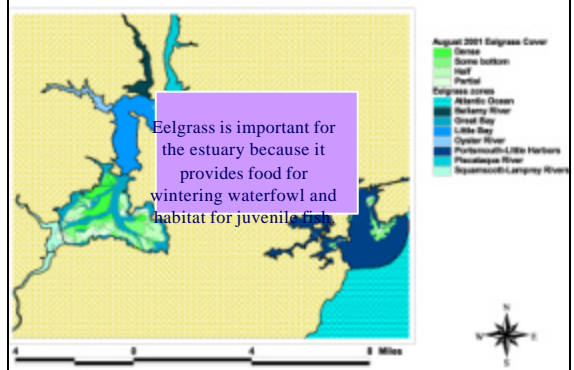 August 2001 Eelgrass Cover
Dense
Some bottom
Half
Partial
Eelgrass zones
Atlantic Ocean
Bellamy River
Great Bay
Little Bay
Oyster River
Portsmouth-Little Harbors
Piscataqua River
Squamscott-Lamprey Rivers
Eelgrass is important for
the estuary because it
provides food for
wintering waterfowl and
habitat for juvenile fish.
N
W E
S
4 0 4 8 Miles